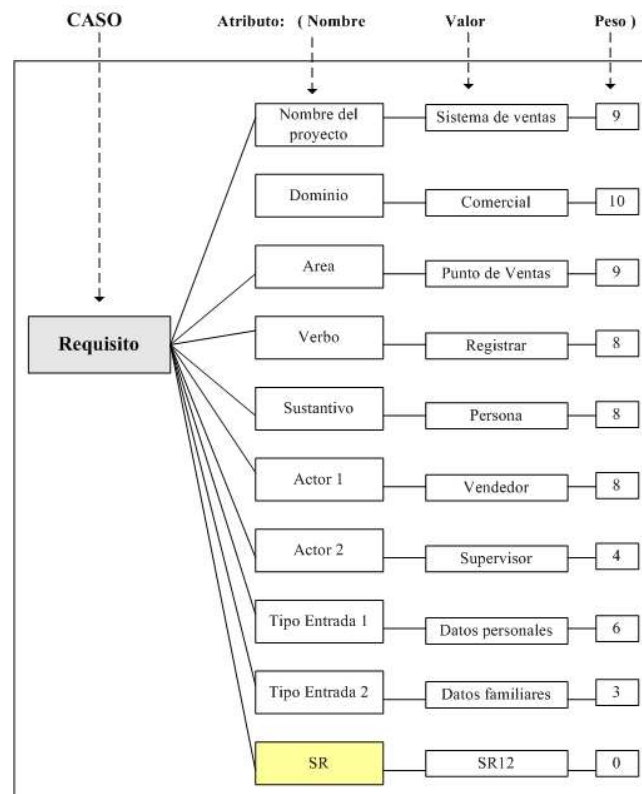 CASO Atributo: ( Nombre Valor Peso )
Nombre del
proyecto
Sistema de ventas
9
Dominio
Comercial
10
Area
Punto de Ventas
9
Requisito
Verbo
Registrar
8
Sustantivo
Persona
8
Actor 1
Vendedor
8
Actor 2
Supervisor
4
Tipo Entrada 1
Datos personales
6
Tipo Entrada 2
Datos familiares
3
SR
SR12
0